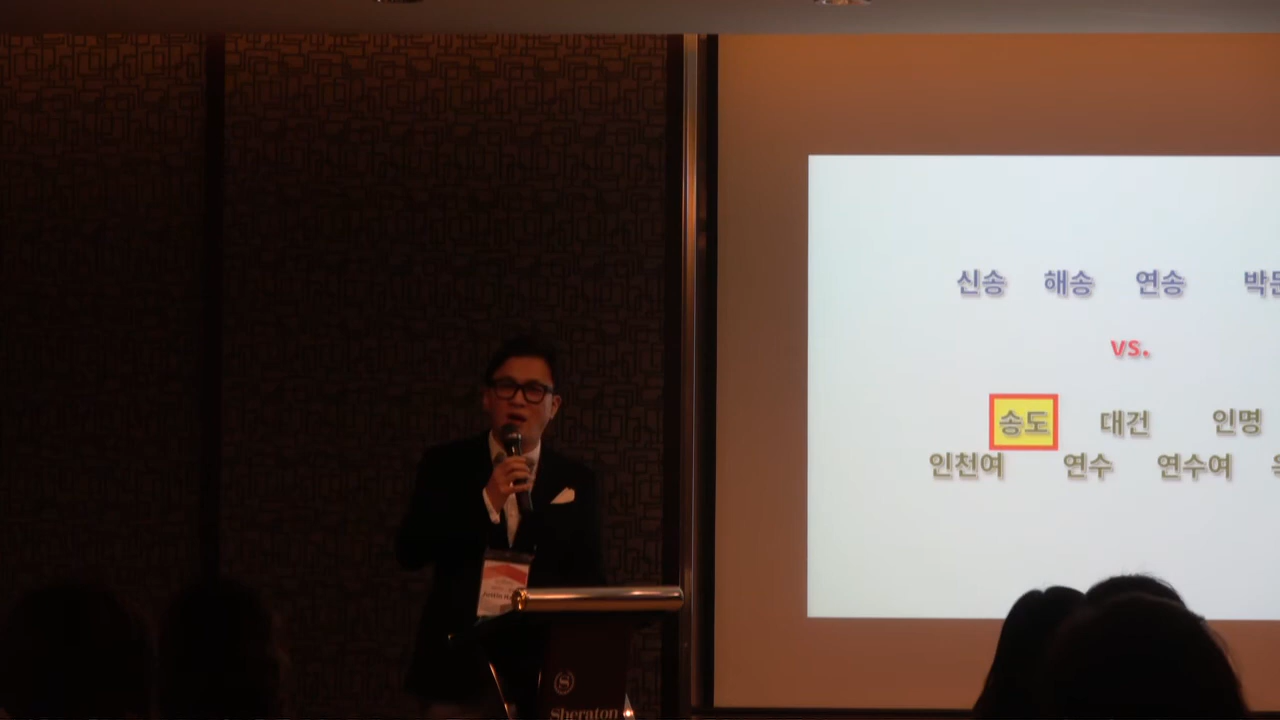 신송 해송 연송
vs.
송도 대건 인명
인천여 연수 연수여
Justin
Sheraton